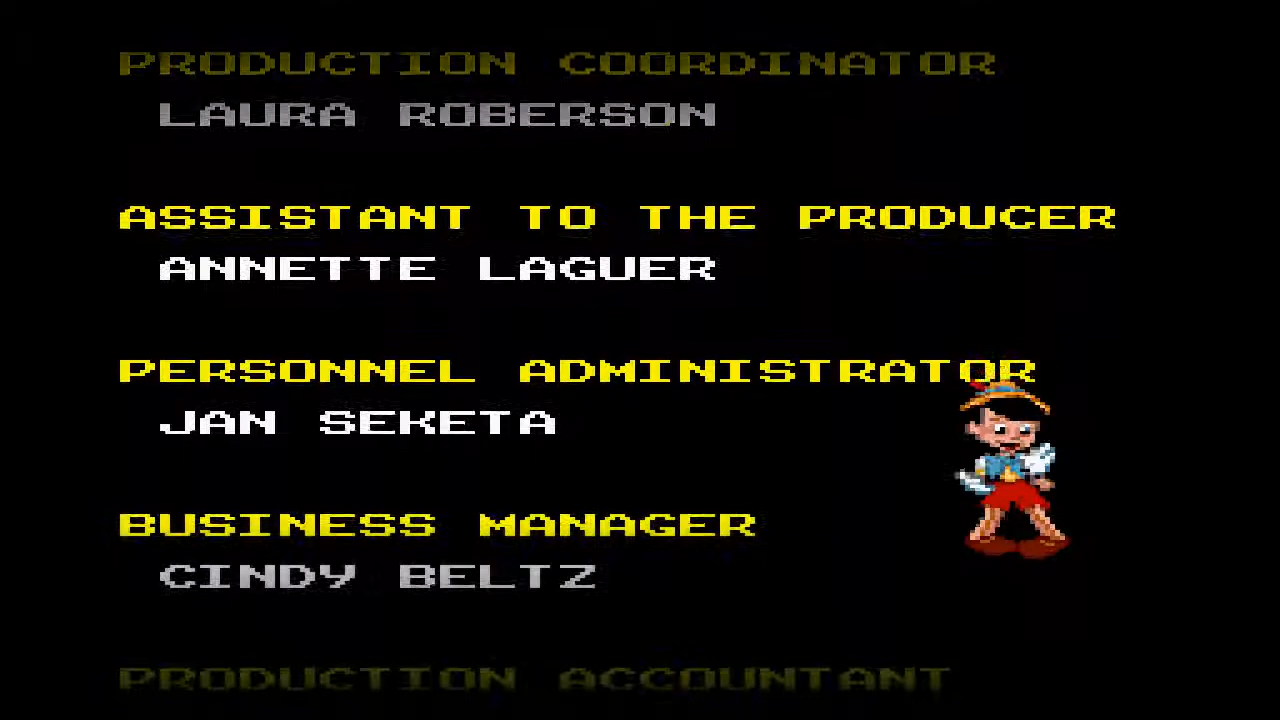 PRODUCTION COORDINATOR
LAURA ROBERSON
ASSISTANT TO THE PRODUCER
ANNETTE LAGUER
PERSONNEL ADMINISTRATOR
JAN SEKETA
BUSINESS MANAGER
CINDY BELTZ
PRODUCTION ACCOUNTANT